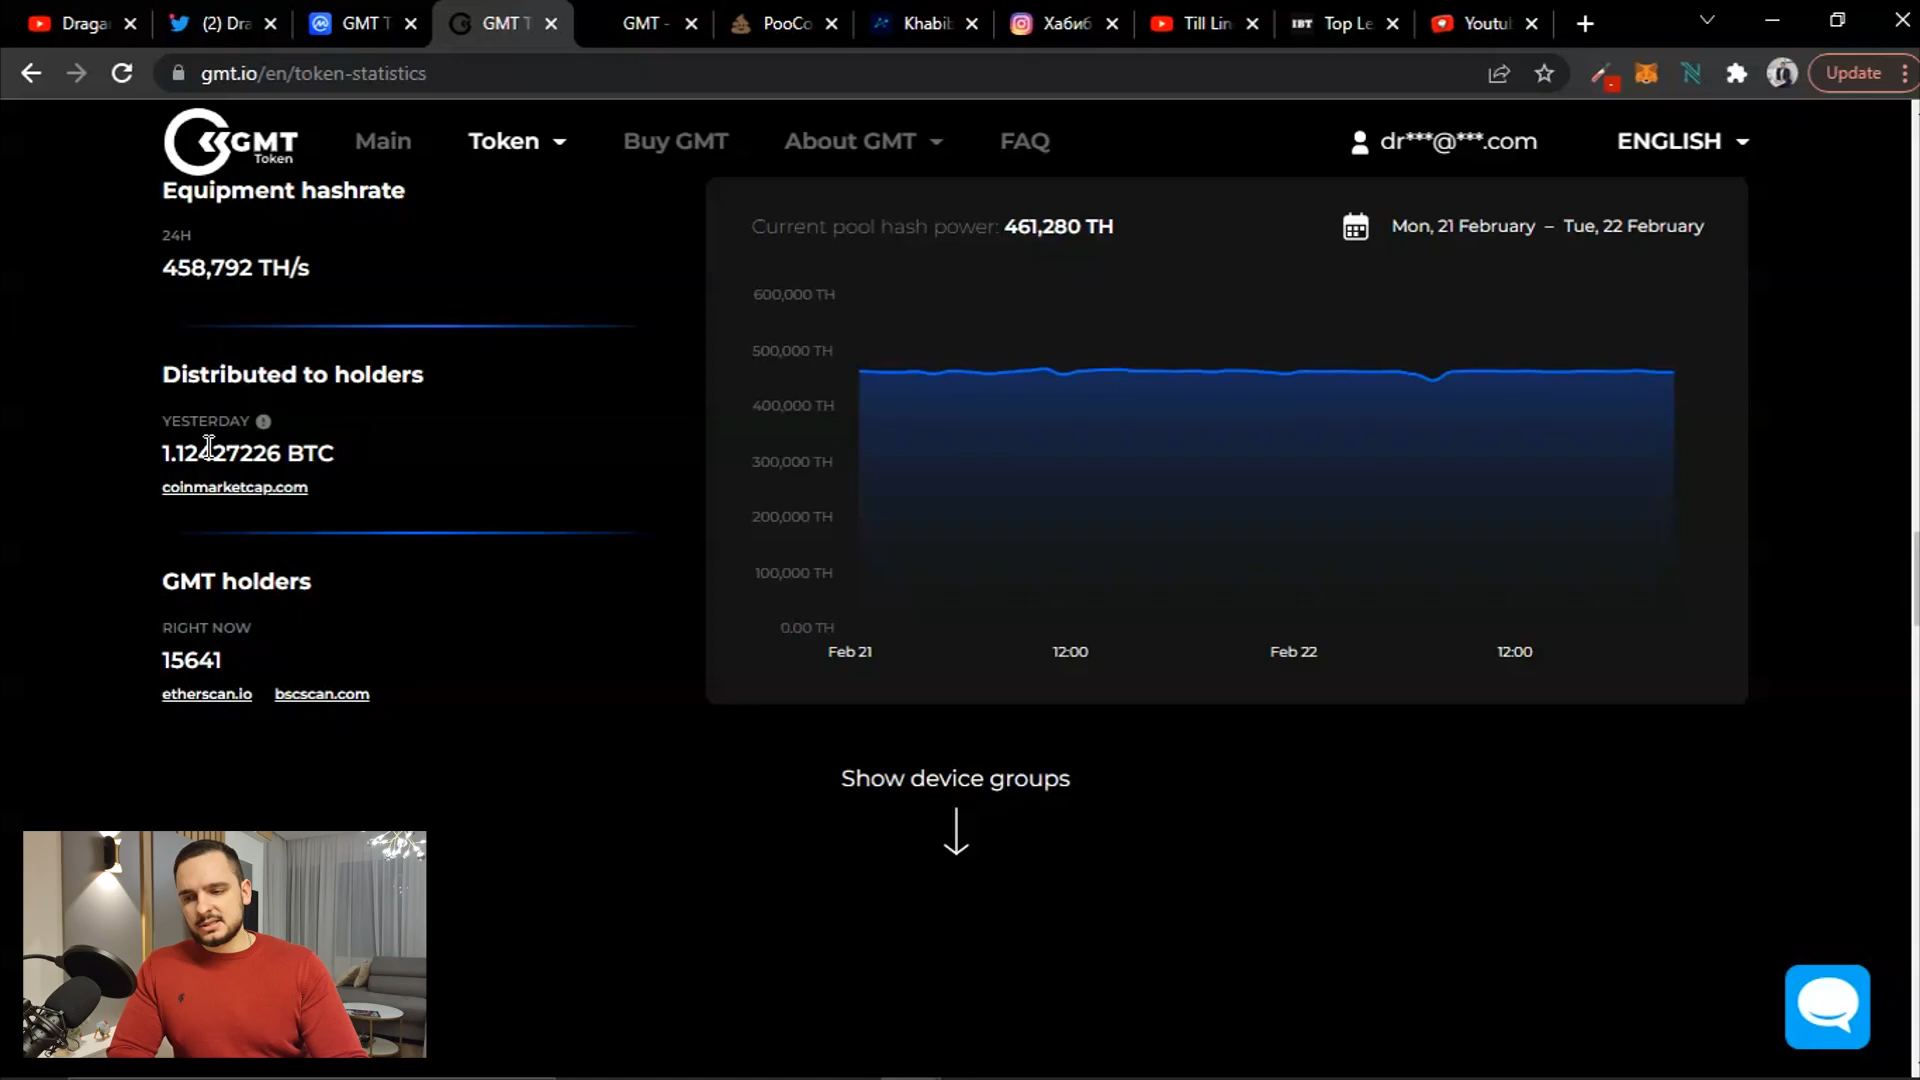 Draga (2) Dra GMT T GMT T GMT - PooCo Khabib Хабиб Till Lin IBT Top Le Youtu
gmt.io/en/token-statistics Update
GMT Token Main Token Buy GMT About GMT FAQ dr***@***.com ENGLISH
Equipment hashrate
24H
458,792 TH/s
Distributed to holders
YESTERDAY
1.12427226 BTC
coinmarketcap.com
GMT holders
RIGHT NOW
15641
etherscan.io bscscan.com
Current pool hash power: 461,280 TH Mon, 21 February – Tue, 22 February
600,000 TH
500,000 TH
400,000 TH
300,000 TH
200,000 TH
100,000 TH
0.00 TH
Feb 21 12:00 Feb 22 12:00
Show device groups